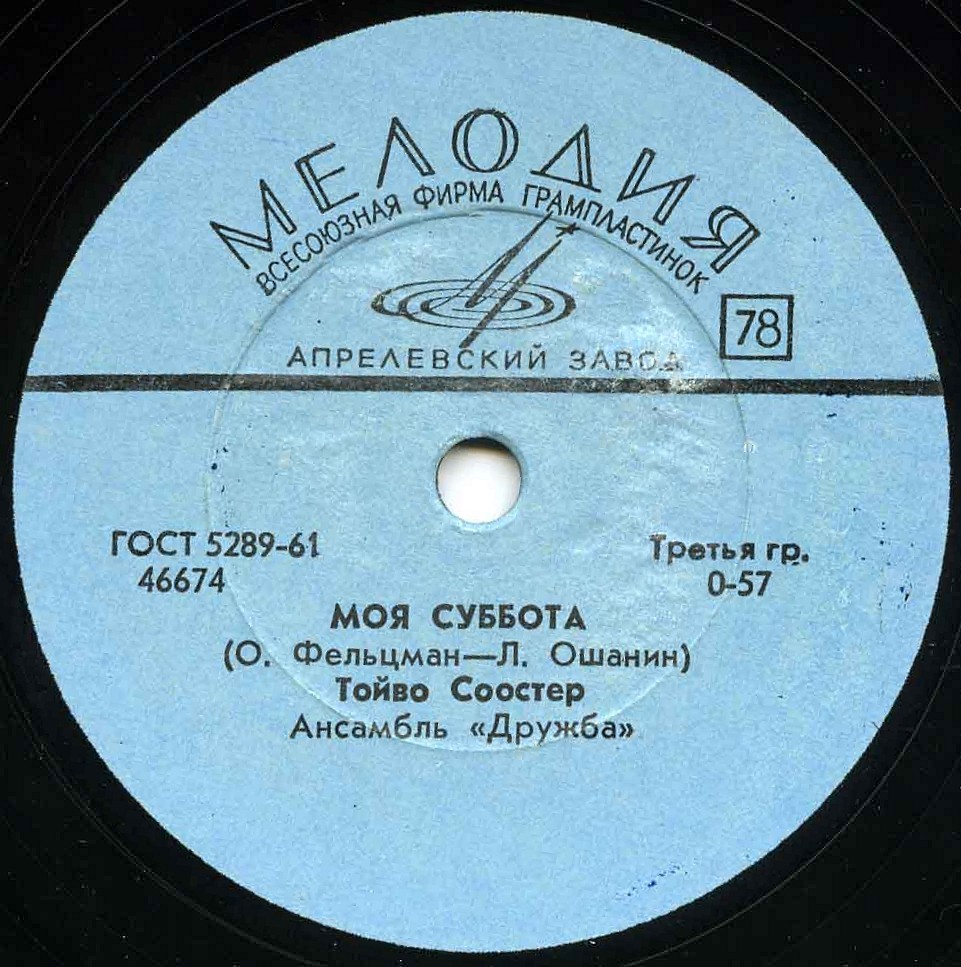 МЕЛОДИЯ
ВСЕСОЮЗНАЯ ФИРМА ГРАМПЛАСТИНОК
78
АПРЕЛЕВСКИЙ ЗАВОД
ГОСТ 5289-61
Третья гр.
46674
0-57
МОЯ СУББОТА
(О. Фельцман—Л. Ошанин)
Тойво Соостер
Ансамбль «Дружба»